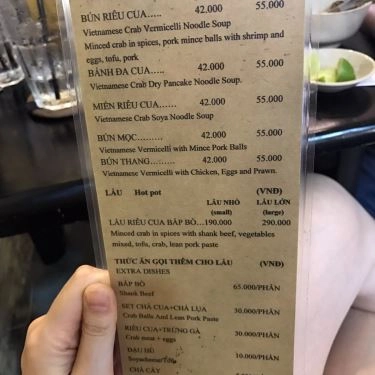 BÚN RIÊU CUA..... 42.000 55.000
Vietnamese Crab Vermicelli Noodle Soup
Minced crab in spices, pork mince balls with shrimp and
eggs, tofu, pork
BÁNH ĐA CUA..... 42.000 55.000
Vietnamese Crab Dry Pancake Noodle Soup.
MIẾN RIÊU CUA...... 42.000 55.000
Vietnamese Crab Soya Noodle Soup
BÚN MỌC......... 42.000 55.000
Vietnamese Vermicelli with Mince Pork Balls
BÚN THANG......... 42.000 55.000
Vietnamese Vermicelli with Chicken, Eggs and Prawn.
LẨU Hot pot (VNĐ)
LẨU NHỎ LẨU LỚN
(small) (large)
LẨU RIÊU CUA BẮP BÒ...190.000 290.000
Minced crab in spices with shank beef, vegetables
mixed, tofu, crab, lean pork paste
THỨC ĂN GỌI THÊM CHO LẨU (VNĐ)
EXTRA DISHES
BẮP BÒ 65.000/PHẦN
Shank Beef
SET CHẢ CUA+CHẢ LỤA 30.000/PHẦN
Crab Balls And Lean Pork Paste
RIÊU CUA+TRỨNG GÀ 30.000/PHẦN
Crab meat + eggs
ĐẬU HŨ 10.000/PHẦN
CHẢ CÂY